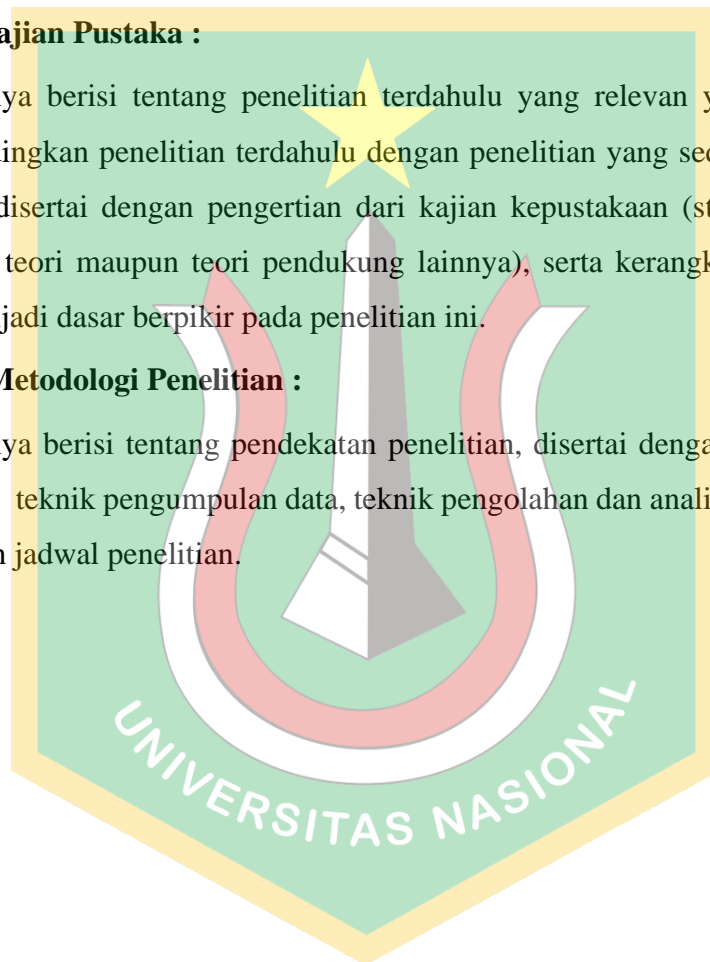 ajian Pustaka :
ya berisi tentang penelitian terdahulu yang relevan y
ingkan penelitian terdahulu dengan penelitian yang sed
disertai dengan pengertian dari kajian kepustakaan (st
teori maupun teori pendukung lainnya), serta kerangk
jadi dasar berpikir pada penelitian ini.
Metodologi Penelitian :
ya berisi tentang pendekatan penelitian, disertai denga
teknik pengumpulan data, teknik pengolahan dan anali
n jadwal penelitian.
UNIVERSITAS NASIONAL